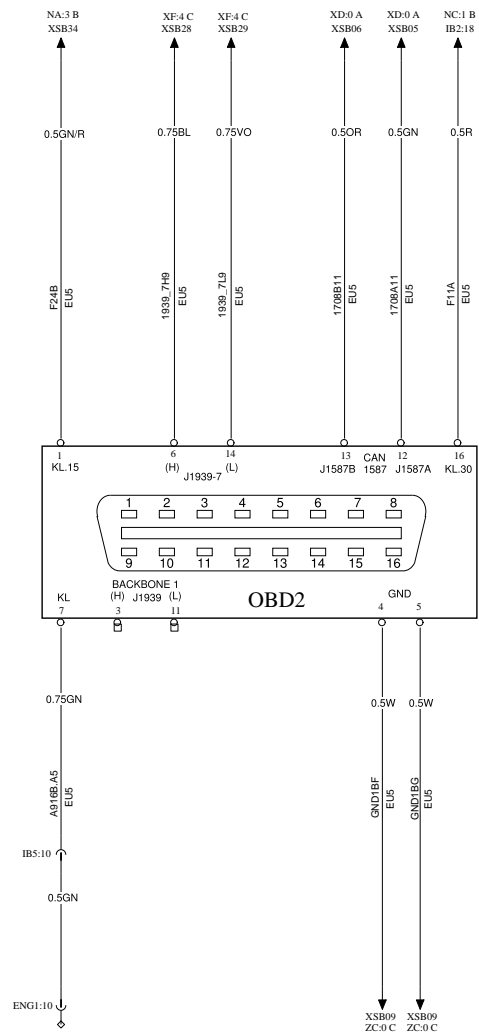 NA:3 B XF:4 C XF:4 C XD:0 A XD:0 A NC:1 B
XSB34 XSB28 XSB29 XSB06 XSB05 IB2:18
0.5GN/R 0.75BL 0.75VO 0.5OR 0.5GN 0.5R
F24B 1939_7H9 1939_7L9 1708B11 1708A11 F11A
EU5 EU5 EU5 EU5 EU5 EU5
1 6 14 13 CAN 12 16
KL.15 (H) (L) J1587B 1587 J1587A KL.30
J1939-7
1 2 3 4 5 6 7 8
9 10 11 12 13 14 15 16
BACKBONE 1
KL (H) J1939 (L) OBD2 GND
7 3 11 4 5
0.75GN 0.5W 0.5W
A916B.A5 GND1BF GND1BG
EU5 EU5 EU5
IB5:10
0.5GN
ENG1:10
XSB09 XSB09
ZC:0 C ZC:0 C